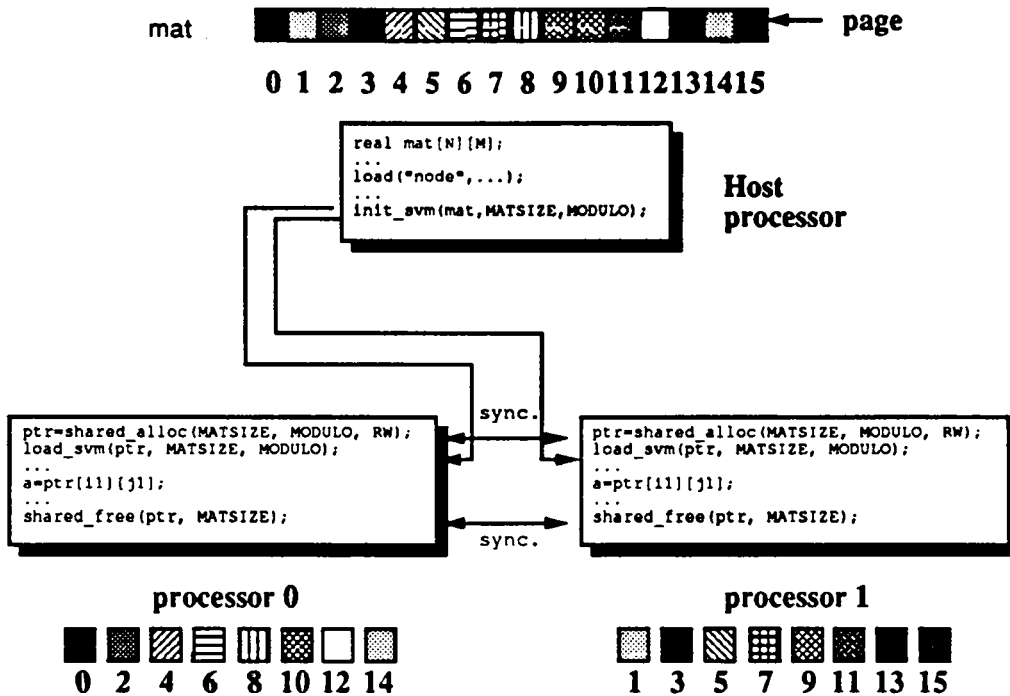 mat page
0 1 2 3 4 5 6 7 8 9 10 11 12 13 14 15
real mat[N][M];
...
load("node",...);
...
init_svm(mat,MATSIZE,MODULO);
Host
processor
sync.
ptr=shared_alloc(MATSIZE, MODULO, RW);
load_svm(ptr, MATSIZE, MODULO);
...
a=ptr[i1][j1];
...
shared_free(ptr, MATSIZE);
ptr=shared_alloc(MATSIZE, MODULO, RW);
load_svm(ptr, MATSIZE, MODULO);
...
a=ptr[i1][j1];
...
shared_free(ptr, MATSIZE);
sync.
processor 0
0 2 4 6 8 10 12 14
processor 1
1 3 5 7 9 11 13 15